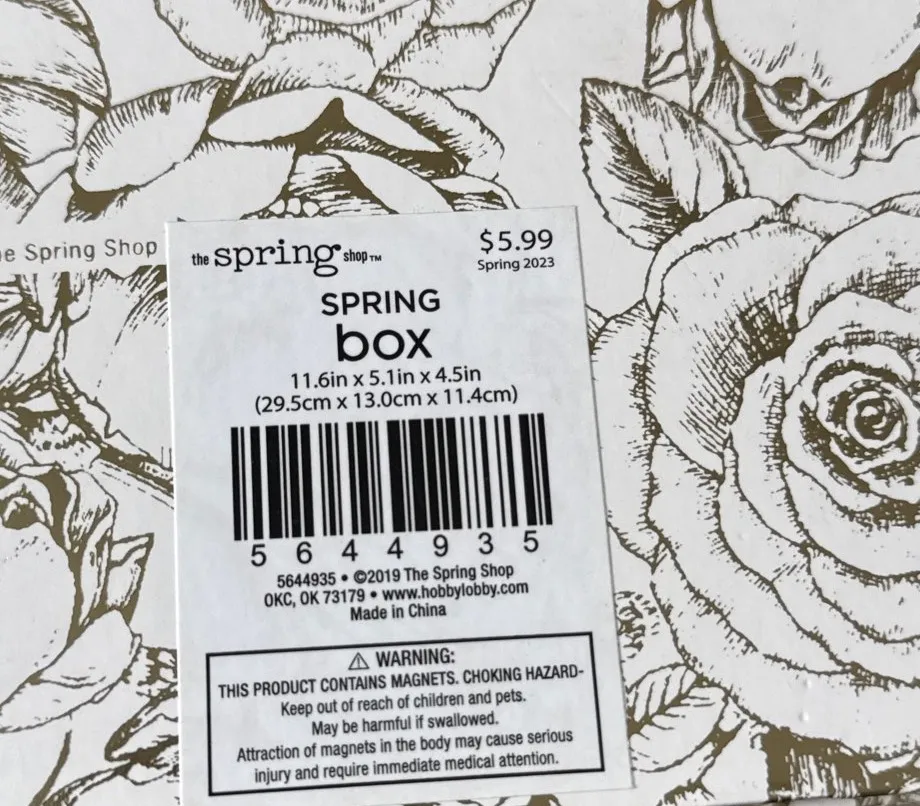 The Spring Shop
the spring shop™
$5.99
Spring 2023
SPRING
box
11.6in x 5.1in x 4.5in
(29.5cm x 13.0cm x 11.4cm)
5 6 4 4 9 3 5
5644935 • ©2019 The Spring Shop
OKC, OK 73179 • www.hobbylobby.com
Made in China
⚠ WARNING:
THIS PRODUCT CONTAINS MAGNETS. CHOKING HAZARD-
Keep out of reach of children and pets.
May be harmful if swallowed.
Attraction of magnets in the body may cause serious
injury and require immediate medical attention.